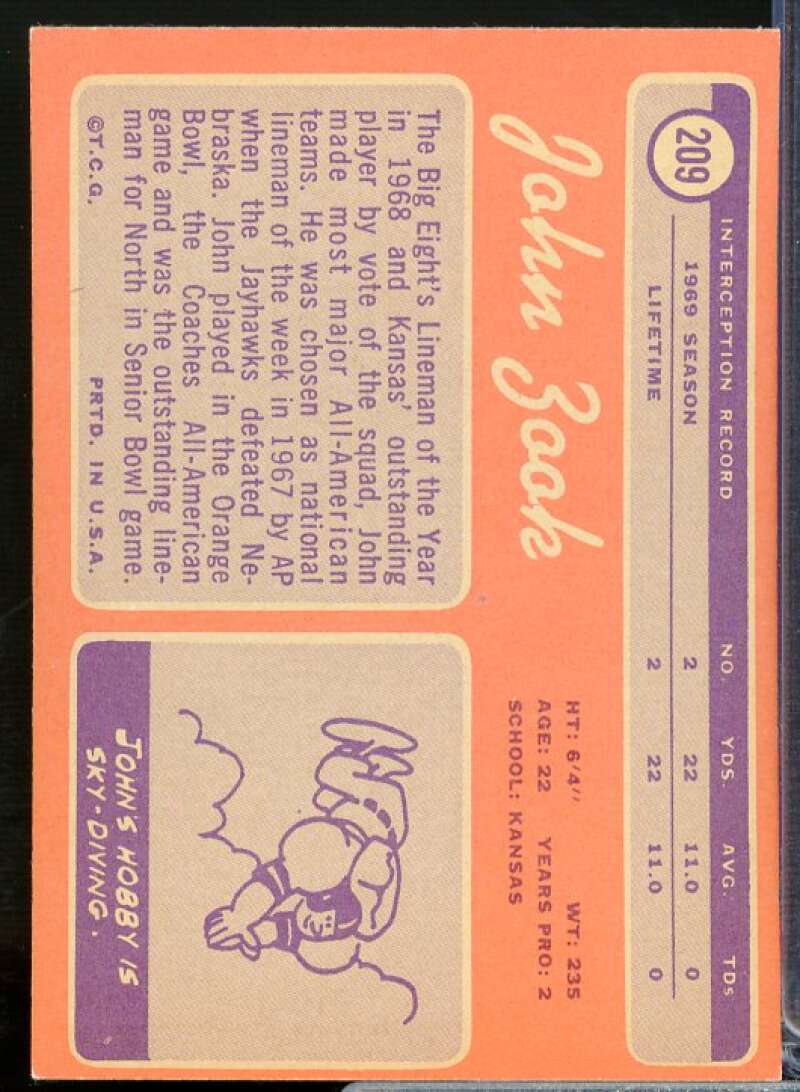 209
INTERCEPTION RECORD NO. YDS. AVG. TDs
1969 SEASON 2 22 11.0 0
LIFETIME 2 22 11.0 0
John Zook
HT: 6'4" WT: 235
AGE: 22 YEARS PRO: 2
SCHOOL: KANSAS
The Big Eight's Lineman of the Year
in 1968 and Kansas' outstanding
player by vote of the squad, John
made most major All-American
teams. He was chosen as national
lineman of the week in 1967 by AP
when the Jayhawks defeated Ne-
braska. John played in the Orange
Bowl, the Coaches All-American
game and was the outstanding line-
man for North in Senior Bowl game.
©T.C.G. PRTD. IN U.S.A.
JOHN'S HOBBY IS
SKY-DIVING.